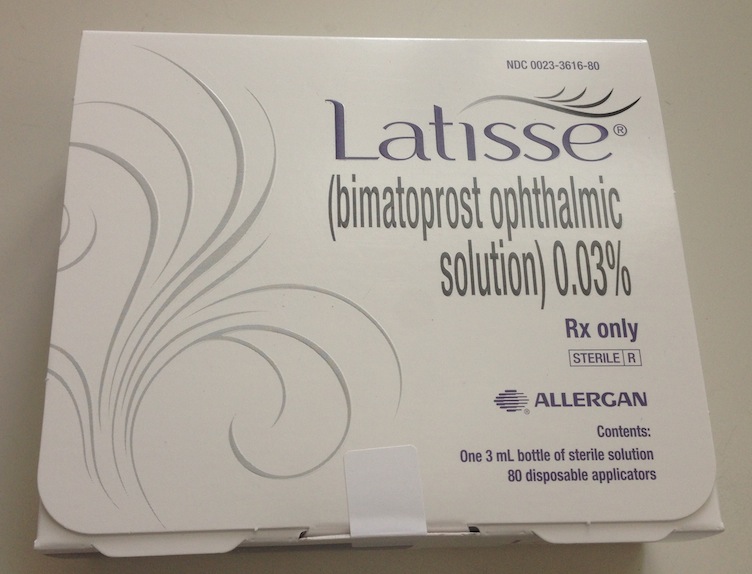 NDC 0023-3616-80
Latisse®
(bimatoprost ophthalmic
solution) 0.03%
Rx only
STERILE R
ALLERGAN
®
Contents:
One 3 mL bottle of sterile solution
80 disposable applicators